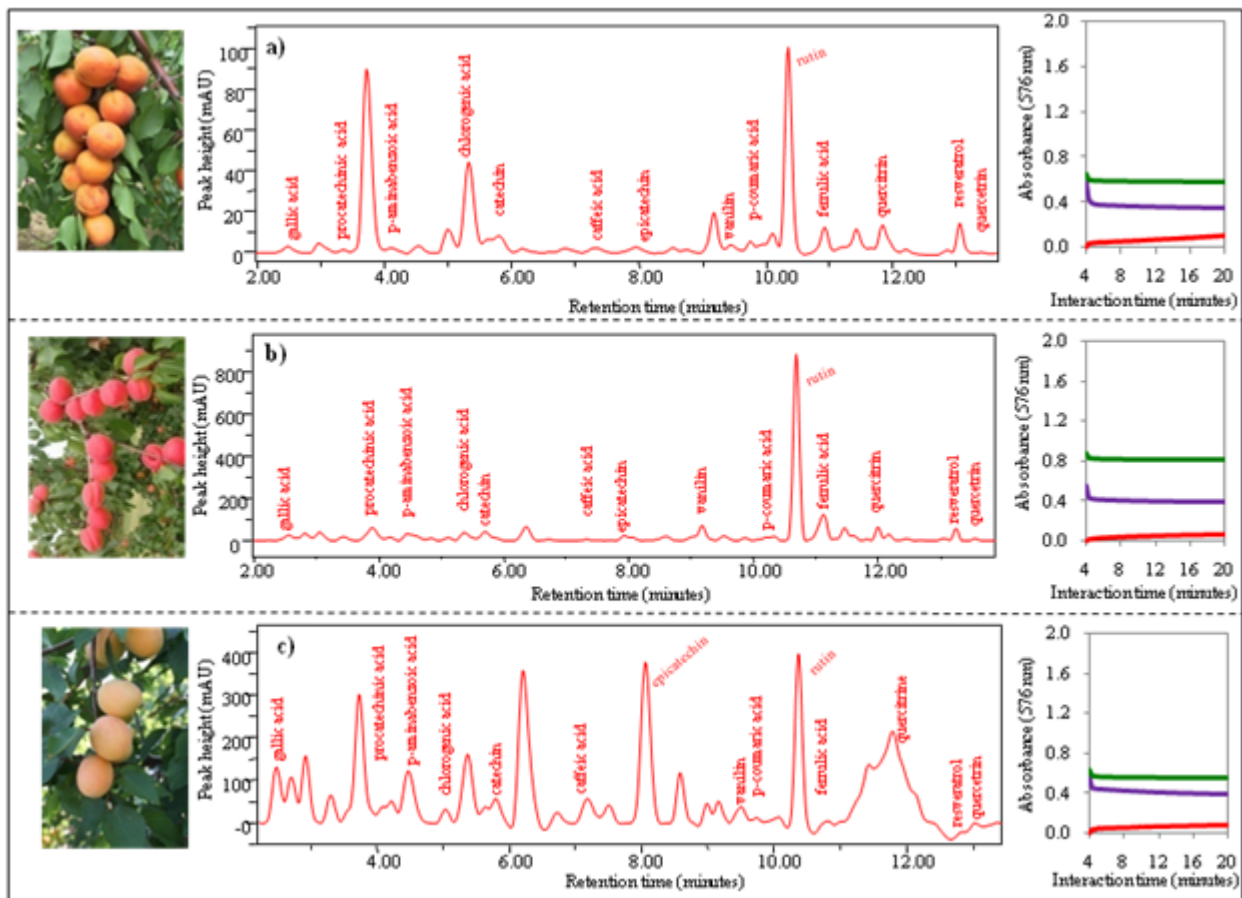 a)
Peak height (mAU)
100
80
60
40
20
0
gallic acid
procatechinic acid
p-aminabenzoic acid
chlorogenic acid
catechin
caffeic acid
epicatechin
vanilin
p-coumaric acid
rutin
ferrulic acid
quercitrin
resveratrol
quercetrin
2.00 4.00 6.00 8.00 10.00 12.00
Retention time (minutes)
Absorbance (576 nm)
2.0
1.6
1.2
0.8
0.4
0.0
4 8 12 16 20
Interaction time (minutes)
b)
Peak height (mAU)
800
600
400
200
0
gallic acid
procatechinic acid
p-aminabenzoic acid
chlorogenic acid
catechin
caffeic acid
epicatechin
vanilin
p-coumaric acid
rutin
ferrulic acid
quercitrin
resveratrol
quercetrin
2.00 4.00 6.00 8.00 10.00 12.00
Retention time (minutes)
Absorbance (576 nm)
2.0
1.6
1.2
0.8
0.4
0.0
4 8 12 16 20
Interaction time (minutes)
c)
Peak height (mAU)
400
300
200
100
-0
gallic acid
procatechinic acid
p-aminabenzoic acid
chlorogenic acid
catechin
caffeic acid
epicatechin
vanilin
p-coumaric acid
rutin
ferrulic acid
quercitrine
resveratrol
quercetrin
4.00 6.00 8.00 10.00 12.00
Retention time (minutes)
Absorbance (576 nm)
2.0
1.6
1.2
0.8
0.4
0.0
4 8 12 16 20
Interaction time (minutes)